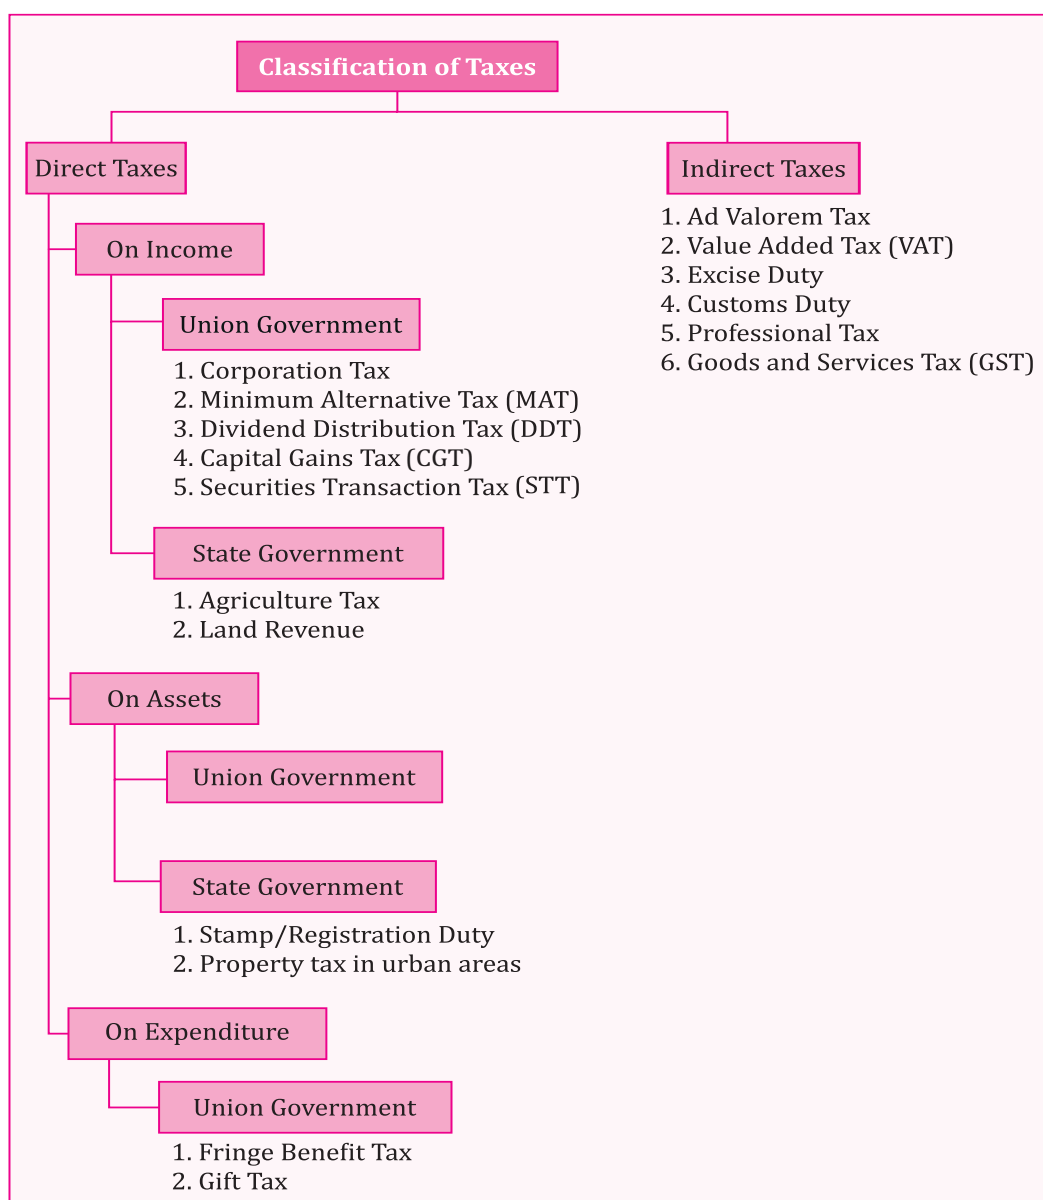 Classification of Taxes
Direct Taxes
On Income
Union Government
1. Corporation Tax
2. Minimum Alternative Tax (MAT)
3. Dividend Distribution Tax (DDT)
4. Capital Gains Tax (CGT)
5. Securities Transaction Tax (STT)
State Government
1. Agriculture Tax
2. Land Revenue
On Assets
Union Government
State Government
1. Stamp/Registration Duty
2. Property tax in urban areas
On Expenditure
Union Government
1. Fringe Benefit Tax
2. Gift Tax
Indirect Taxes
1. Ad Valorem Tax
2. Value Added Tax (VAT)
3. Excise Duty
4. Customs Duty
5. Professional Tax
6. Goods and Services Tax (GST)